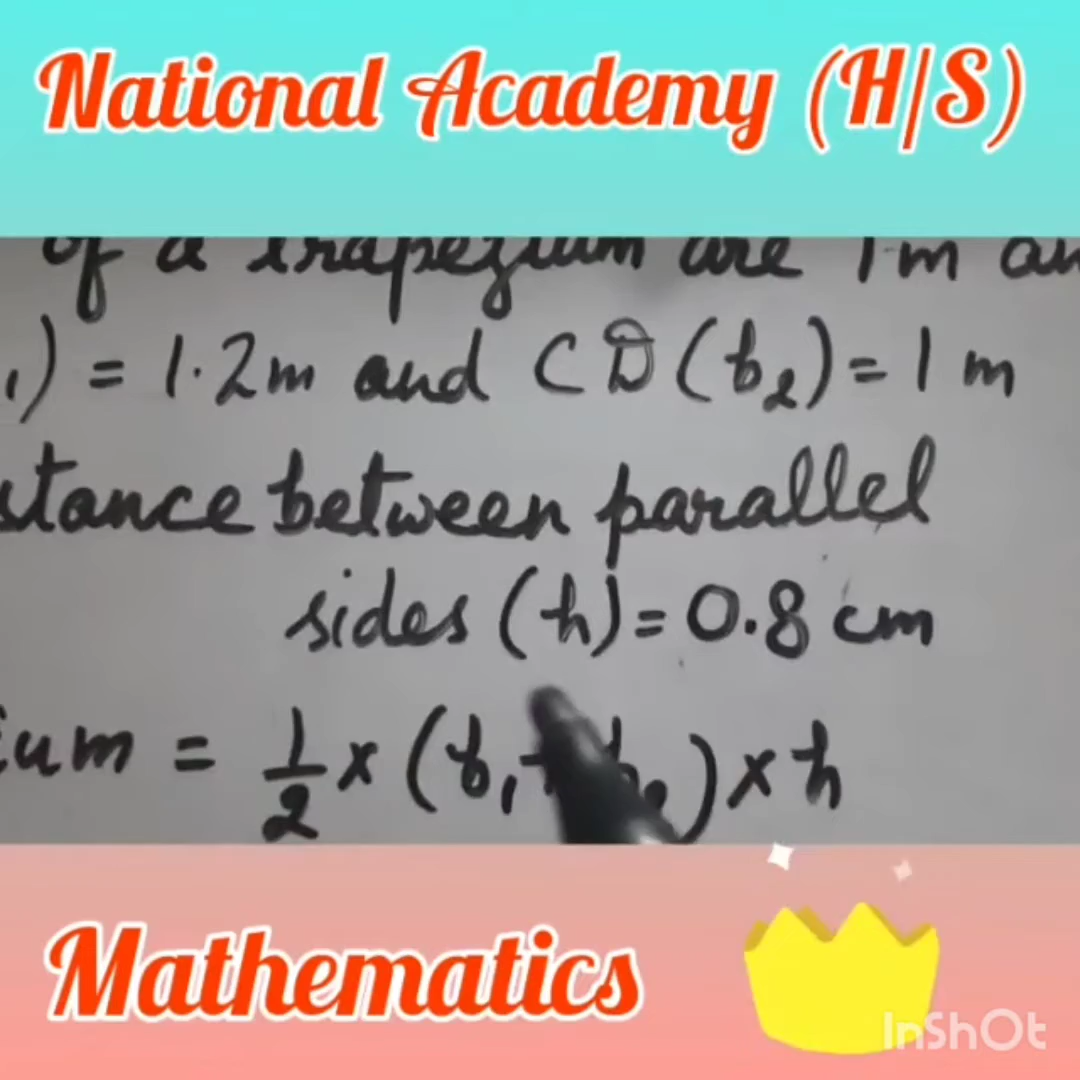 National Academy (H/S)
of a trapezium are 1m an
1) = 1.2m and CD (b2) = 1 m
stance between parallel
sides (h) = 0.8 cm
ium = 1/2 x (b1 + b2) x h
Mathematics
InShOt